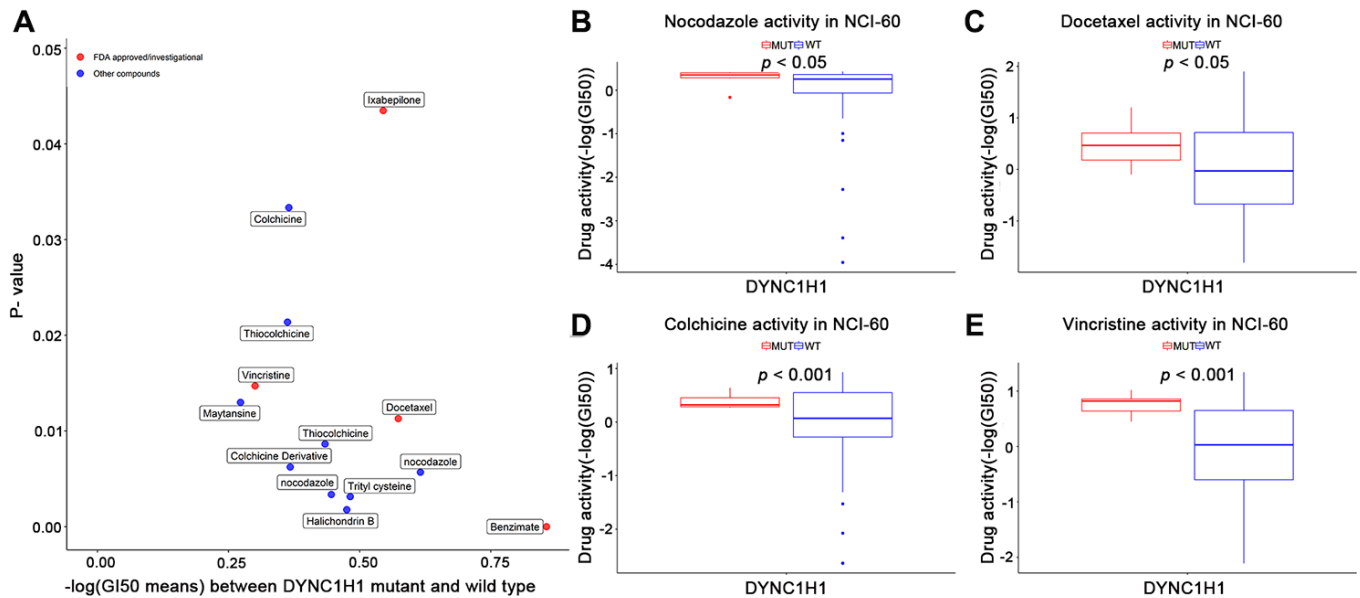 A
0.05
0.04
0.03
0.02
0.01
0.00
P- value
FDA approved/investigational
Other compounds
Ixabepilone
Colchicine
Thiocolchicine
Vincristine
Maytansine
Docetaxel
Thiocolchicine
Colchicine Derivative
nocodazole
nocodazole
Trityl cysteine
Halichondrin B
Benzimate
0.00 0.25 0.50 0.75
-log(GI50 means) between DYNC1H1 mutant and wild type
B
Nocodazole activity in NCI-60
MUT WT
p < 0.05
Drug activity(-log(GI50))
0
-1
-2
-3
-4
DYNC1H1
C
Docetaxel activity in NCI-60
MUT WT
p < 0.05
Drug activity(-log(GI50))
2
1
0
-1
DYNC1H1
D
Colchicine activity in NCI-60
MUT WT
p < 0.001
Drug activity(-log(GI50))
1
0
-1
-2
DYNC1H1
E
Vincristine activity in NCI-60
MUT WT
p < 0.001
Drug activity(-log(GI50))
1
0
-1
-2
DYNC1H1